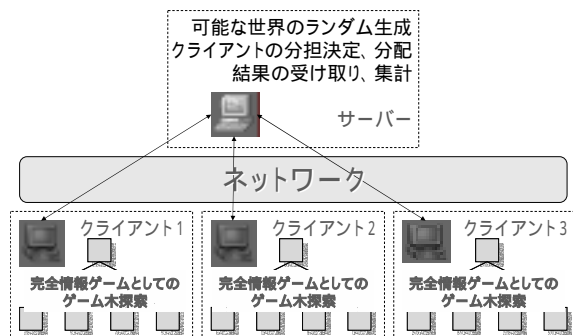 可能な世界のランダム生成
クライアントの分担決定、分配
結果の受け取り、集計
サーバー
ネットワーク
クライアント1
完全情報ゲームとしての
ゲーム木探索
クライアント2
完全情報ゲームとしての
ゲーム木探索
クライアント3
完全情報ゲームとしての
ゲーム木探索